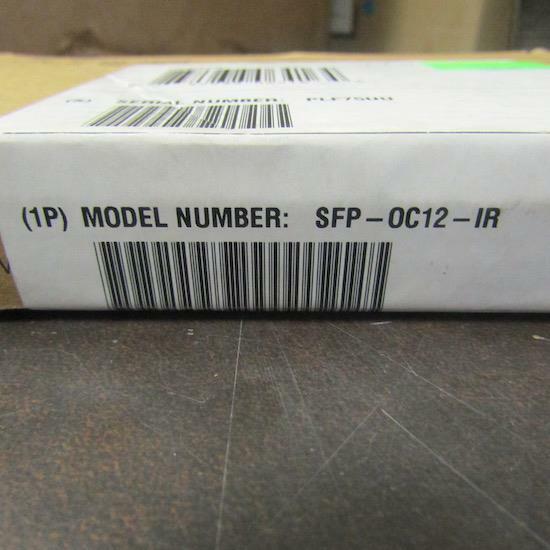 (S) SERIAL NUMBER:
(1P) MODEL NUMBER: SFP-OC12-IR